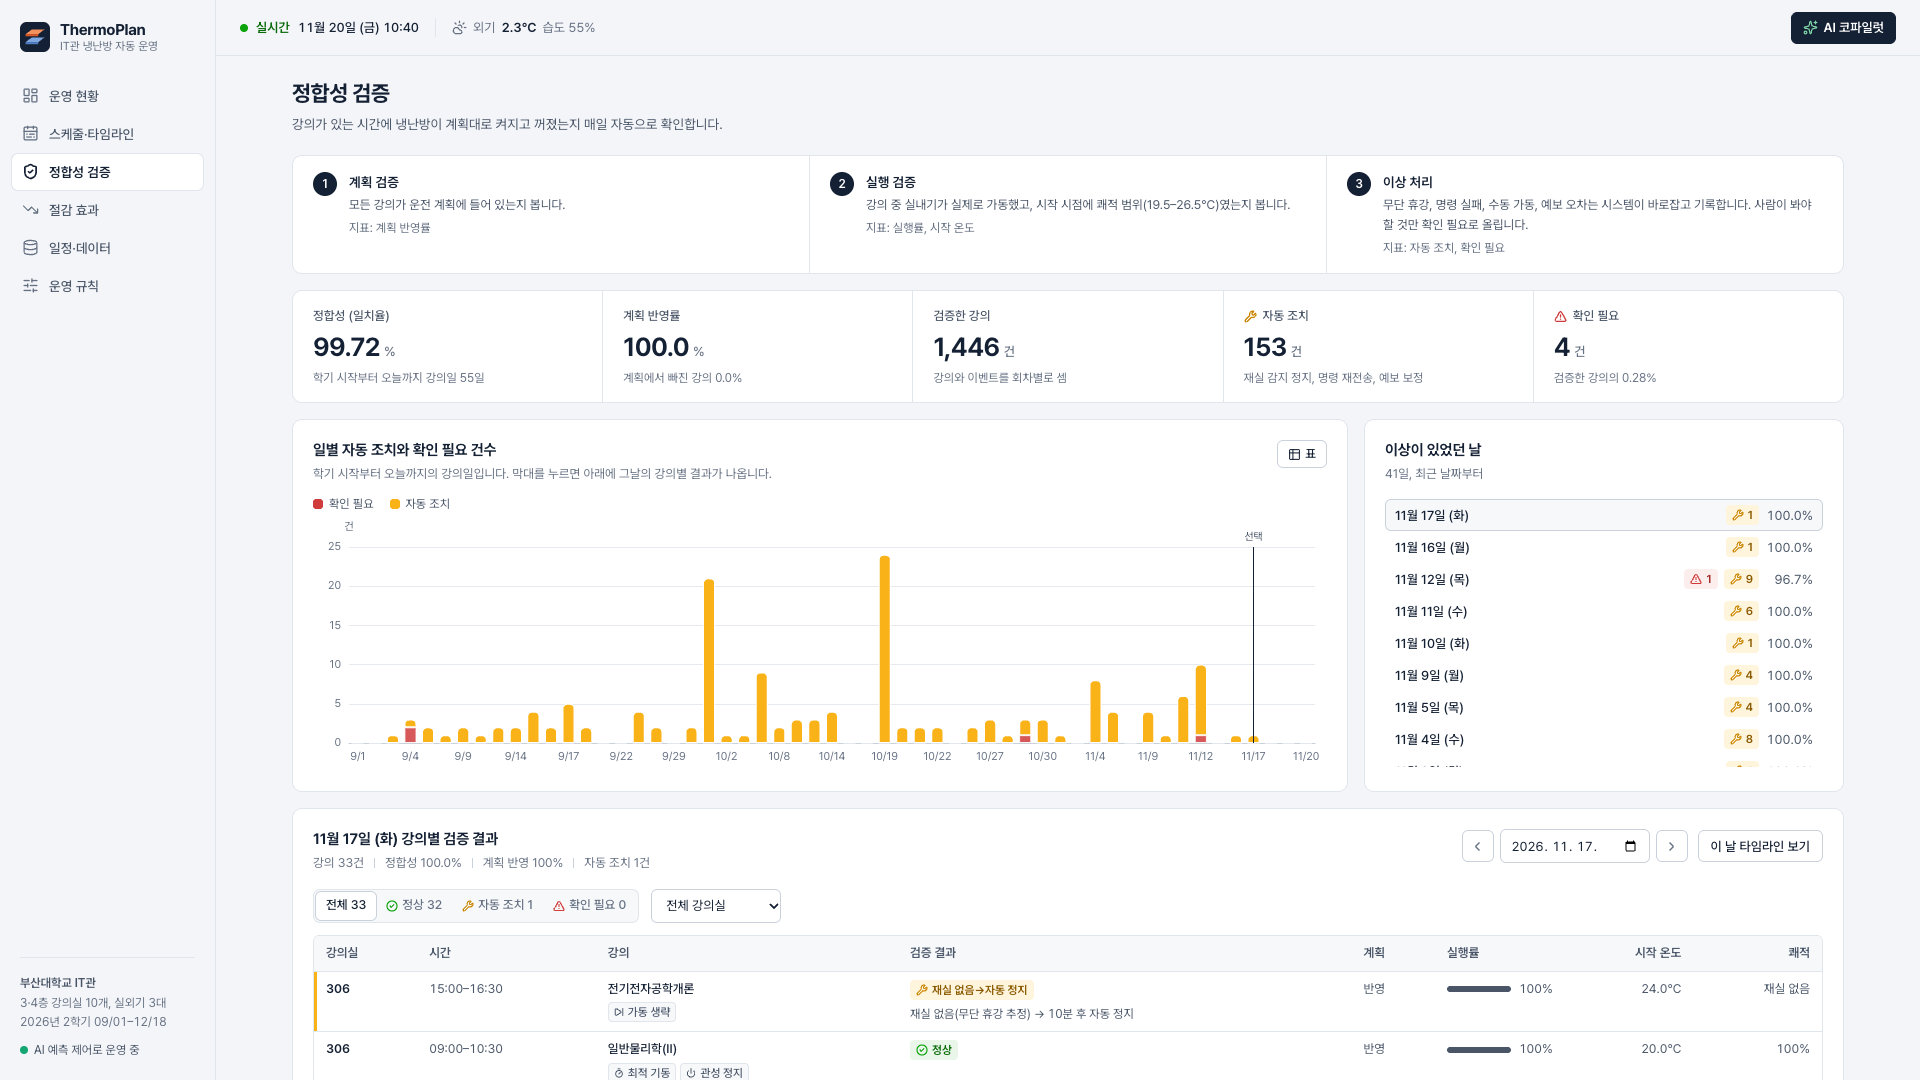 ThermoPlan
IT관 냉난방 자동 운영
운영 현황
스케줄·타임라인
정합성 검증
절감 효과
일정·데이터
운영 규칙
부산대학교 IT관
3·4층 강의실 10개, 실외기 3대
2026년 2학기 09/01–12/18
AI 예측 제어로 운영 중
실시간 11월 20일 (금) 10:40 외기 2.3°C 습도 55%
AI 코파일럿
정합성 검증
강의가 있는 시간에 냉난방이 계획대로 켜지고 꺼졌는지 매일 자동으로 확인합니다.
1 계획 검증
모든 강의가 운전 계획에 들어 있는지 봅니다.
지표: 계획 반영률
2 실행 검증
강의 중 실내기가 실제로 가동했고, 시작 시점에 쾌적 범위(19.5–26.5°C)였는지 봅니다.
지표: 실행률, 시작 온도
3 이상 처리
무단 휴강, 명령 실패, 수동 가동, 예보 오차는 시스템이 바로잡고 기록합니다. 사람이 봐야
할 것만 확인 필요로 올립니다.
지표: 자동 조치, 확인 필요
정합성 (일치율)
99.72 %
학기 시작부터 오늘까지 강의일 55일
계획 반영률
100.0 %
계획에서 빠진 강의 0.0%
검증한 강의
1,446 건
강의와 이벤트를 회차별로 셈
자동 조치
153 건
재실 감지 정지, 명령 재전송, 예보 보정
확인 필요
4 건
검증한 강의의 0.28%
일별 자동 조치와 확인 필요 건수
학기 시작부터 오늘까지의 강의일입니다. 막대를 누르면 아래에 그날의 강의별 결과가 나옵니다.
표
확인 필요 자동 조치
건
선택
25
20
15
10
5
0
9/1 9/4 9/9 9/14 9/17 9/22 9/29 10/2 10/8 10/14 10/19 10/22 10/27 10/30 11/4 11/9 11/12 11/17 11/20
이상이 있었던 날
41일, 최근 날짜부터
11월 17일 (화) 1 100.0%
11월 16일 (월) 1 100.0%
11월 12일 (목) 1 9 96.7%
11월 11일 (수) 6 100.0%
11월 10일 (화) 1 100.0%
11월 9일 (월) 4 100.0%
11월 5일 (목) 4 100.0%
11월 4일 (수) 8 100.0%
11월 17일 (화) 강의별 검증 결과
강의 33건 정합성 100.0% 계획 반영 100% 자동 조치 1건
2026. 11. 17.
이 날 타임라인 보기
전체 33 정상 32 자동 조치 1 확인 필요 0 전체 강의실
강의실 시간 강의 검증 결과 계획 실행률 시작 온도 쾌적
306 15:00–16:30 전기전자공학개론 재실 없음→자동 정지 반영 100% 24.0°C 재실 없음
가동 생략 재실 없음(무단 휴강 추정) → 10분 후 자동 정지
306 09:00–10:30 일반물리학(II) 정상 반영 100% 20.0°C 100%
최적 기동 관성 정지